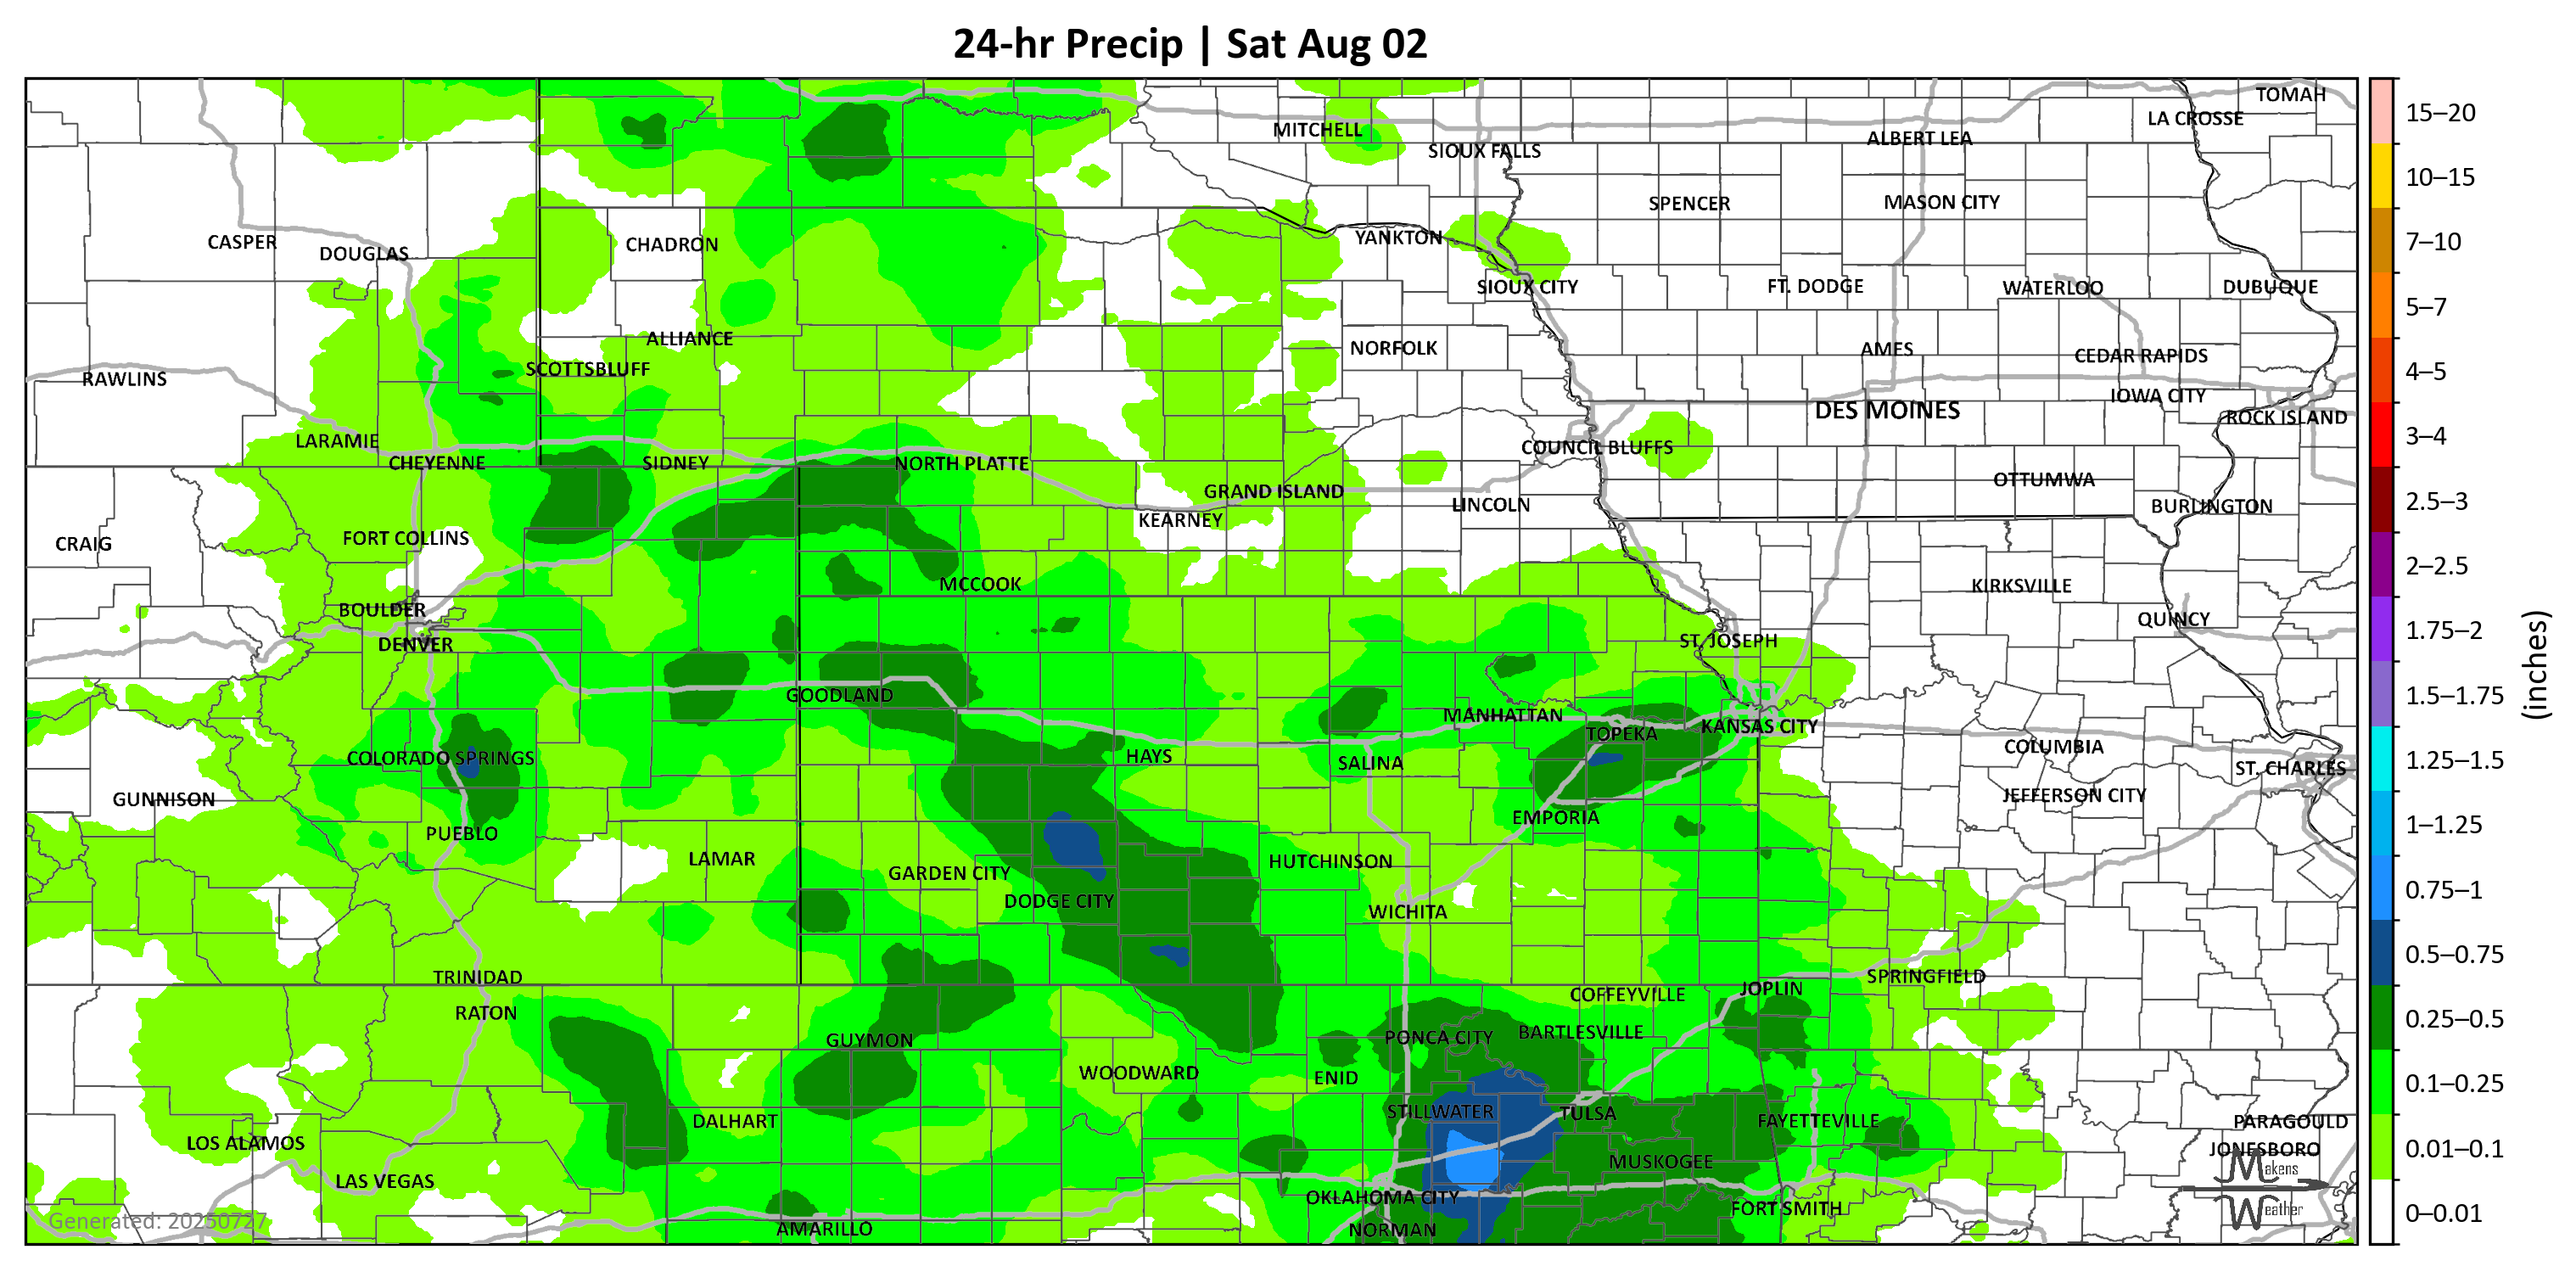 24-hr Precip | Sat Aug 02
TOMAH
LA CROSSE
MITCHELL
ALBERT LEA
SIOUX FALLS
SPENCER
MASON CITY
CASPER
DOUGLAS
CHADRON
YANKTON
SIOUX CITY
FT. DODGE
WATERLOO
DUBUQUE
ALLIANCE
NORFOLK
AMES
CEDAR RAPIDS
SCOTTSBLUFF
RAWLINS
IOWA CITY
DES MOINES
ROCK ISLAND
LARAMIE
COUNCIL BLUFFS
CHEYENNE
SIDNEY
NORTH PLATTE
OTTUMWA
GRAND ISLAND
LINCOLN
BURLINGTON
KEARNEY
CRAIG
FORT COLLINS
MCCOOK
KIRKSVILLE
BOULDER
QUINCY
DENVER
ST. JOSEPH
GOODLAND
MANHATTAN
KANSAS CITY
TOPEKA
COLUMBIA
COLORADO SPRINGS
HAYS
SALINA
ST. CHARLES
GUNNISON
JEFFERSON CITY
EMPORIA
PUEBLO
LAMAR
HUTCHINSON
GARDEN CITY
DODGE CITY
WICHITA
TRINIDAD
SPRINGFIELD
JOPLIN
COFFEYVILLE
RATON
BARTLESVILLE
PONCA CITY
GUYMON
WOODWARD
ENID
STILLWATER
TULSA
DALHART
FAYETTEVILLE
PARAGOULD
LOS ALAMOS
JONESBORO
MUSKOGEE
LAS VEGAS
OKLAHOMA CITY
FORT SMITH
AMARILLO
NORMAN
Generated: 20250727
Makens
Weather
15–20
10–15
7–10
5–7
4–5
3–4
2.5–3
2–2.5
1.75–2
1.5–1.75
1.25–1.5
1–1.25
0.75–1
0.5–0.75
0.25–0.5
0.1–0.25
0.01–0.1
0–0.01
(inches)